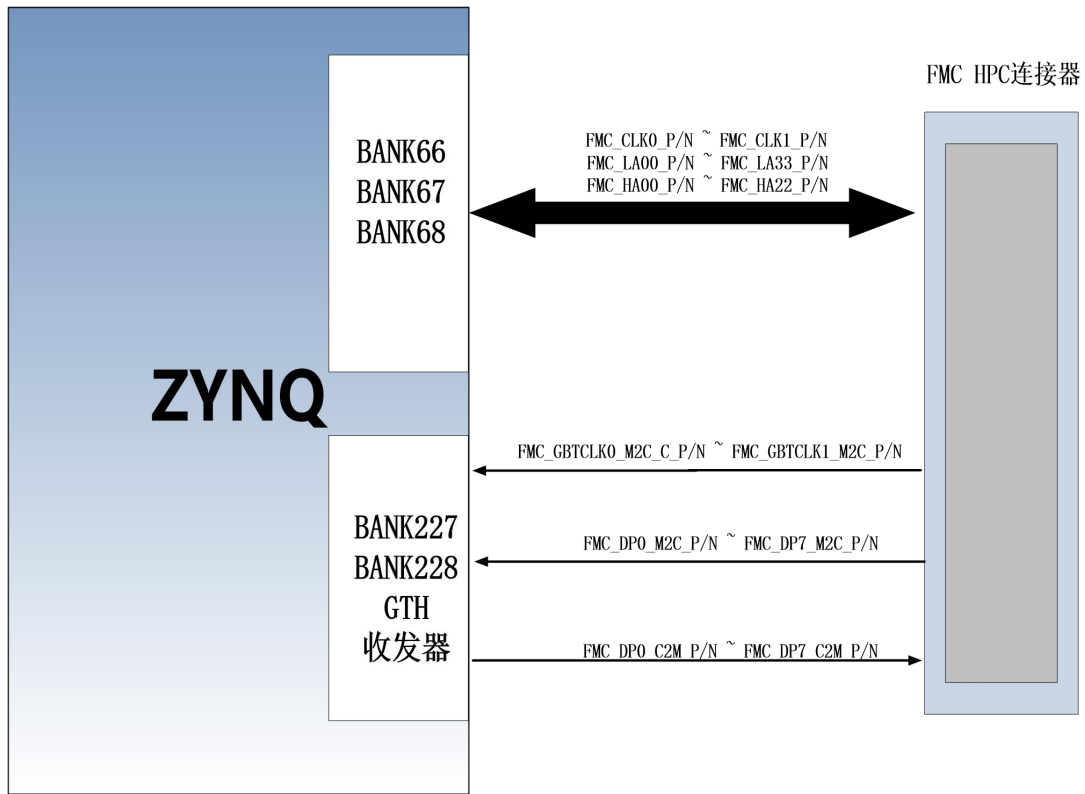 FMC HPC连接器
BANK66
BANK67
BANK68
FMC_CLK0_P/N ~ FMC_CLK1_P/N
FMC_LA00_P/N ~ FMC_LA33_P/N
FMC_HA00_P/N ~ FMC_HA22_P/N
ZYNQ
FMC_GBTCLK0_M2C_C_P/N ~ FMC_GBTCLK1_M2C_P/N
BANK227
BANK228
GTH
收发器
FMC_DP0_M2C_P/N ~ FMC_DP7_M2C_P/N
FMC_DP0_C2M_P/N ~ FMC_DP7_C2M_P/N